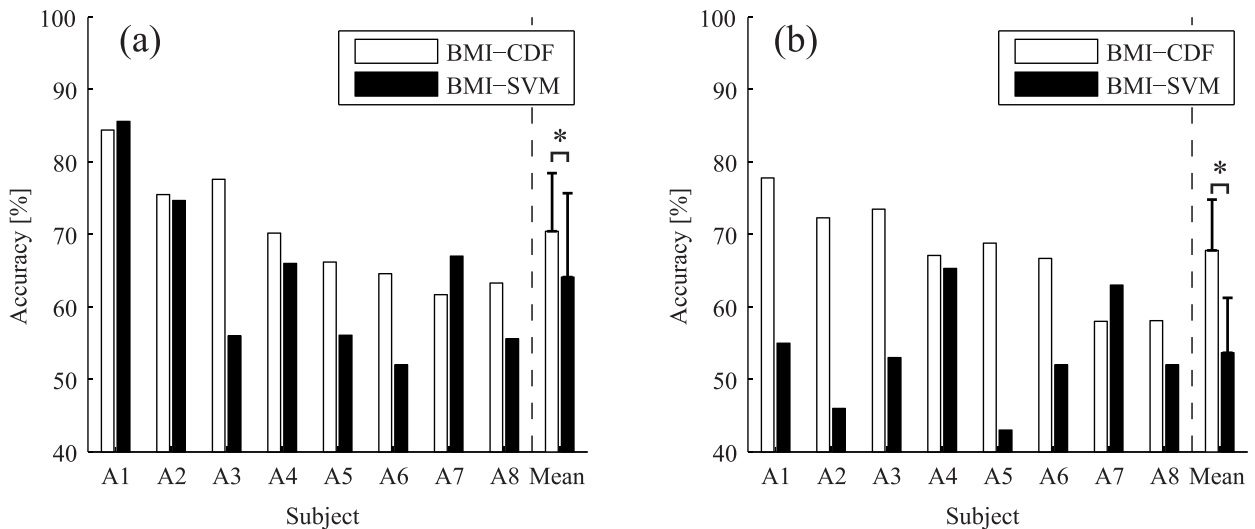 (a)
BMI−CDF
BMI−SVM
100
90
80
70
60
50
40
Accuracy [%]
*
A1 A2 A3 A4 A5 A6 A7 A8 Mean
Subject
(b)
BMI−CDF
BMI−SVM
100
90
80
70
60
50
40
Accuracy [%]
*
A1 A2 A3 A4 A5 A6 A7 A8 Mean
Subject